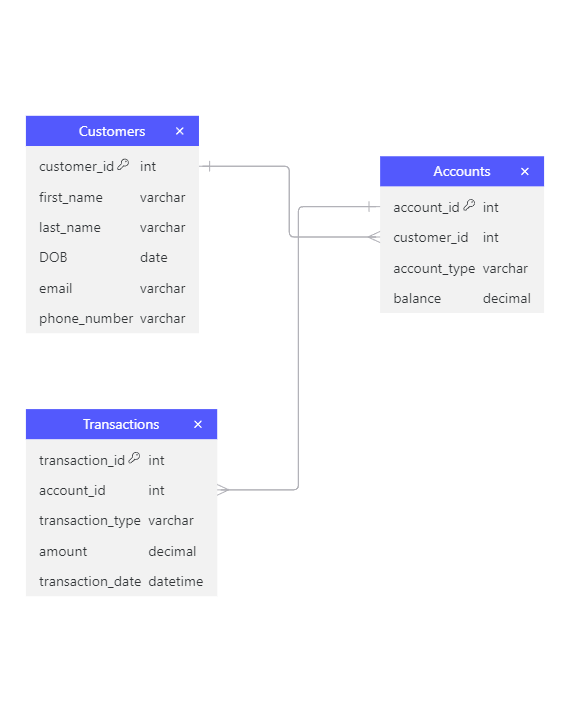 Customers ×
customer_id int
first_name varchar
last_name varchar
DOB date
email varchar
phone_number varchar
Accounts ×
account_id int
customer_id int
account_type varchar
balance decimal
Transactions ×
transaction_id int
account_id int
transaction_type varchar
amount decimal
transaction_date datetime